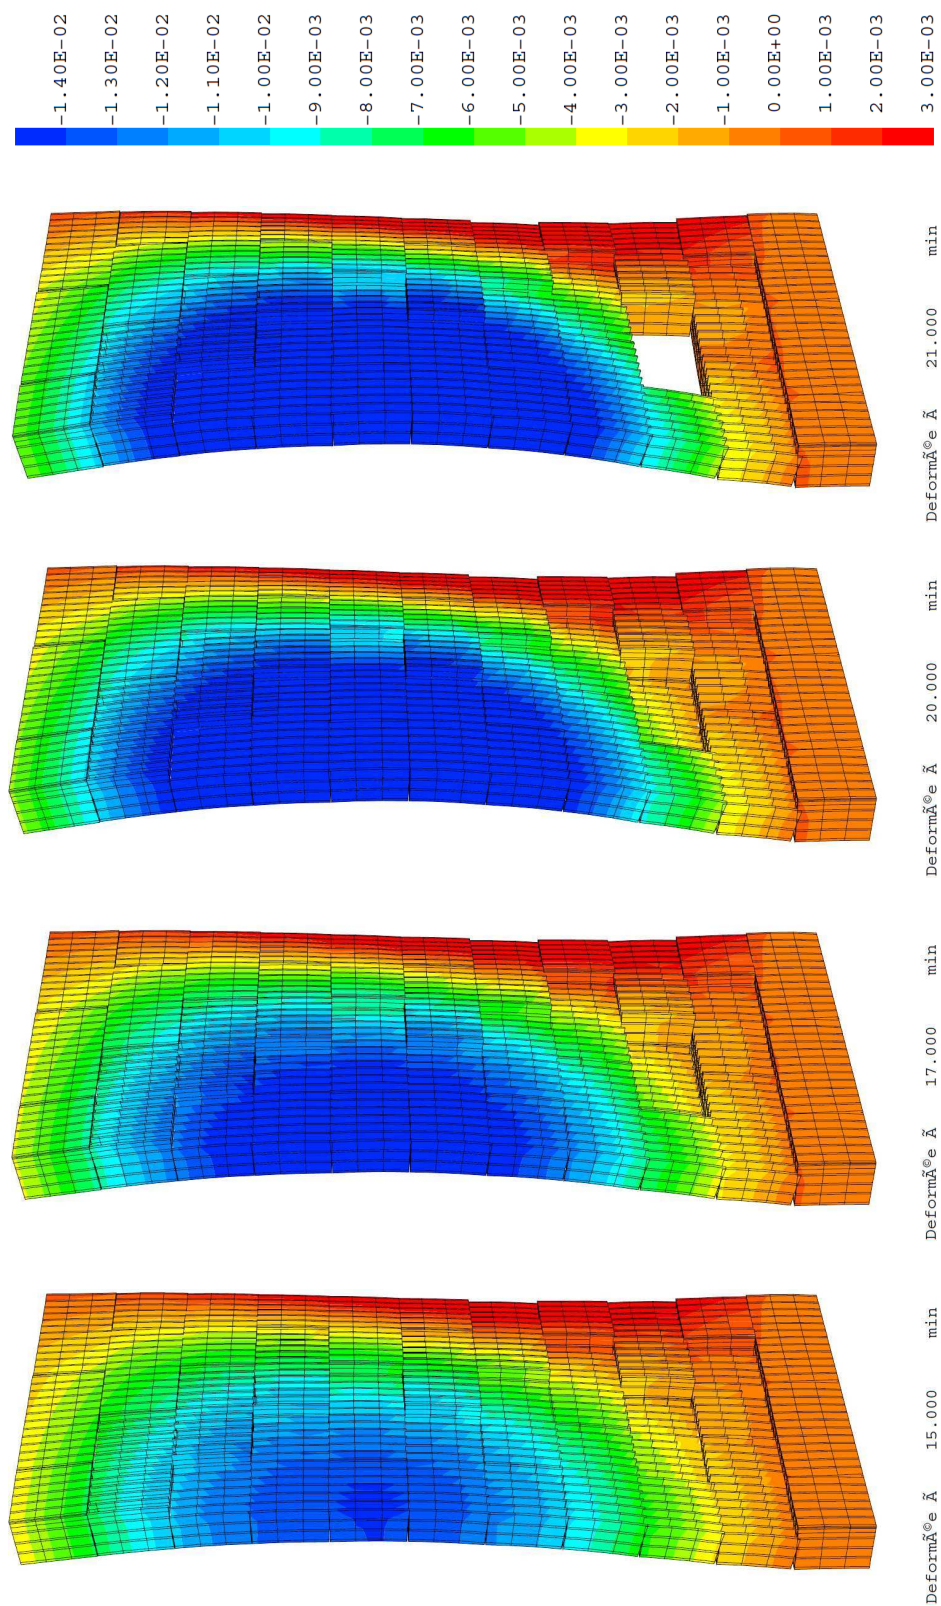 -1.40E-02
-1.30E-02
-1.20E-02
-1.10E-02
-1.00E-02
-9.00E-03
-8.00E-03
-7.00E-03
-6.00E-03
-5.00E-03
-3.00E-03
-2.00E-03
-1.00E-03
0.00E+00
1.00E-03
2.00E-03
3.00E-03
DeformÃ©e Ã 15.000 min
DeformÃ©e Ã 17.000 min
DeformÃ©e Ã 20.000 min
DeformÃ©e Ã 21.000 min